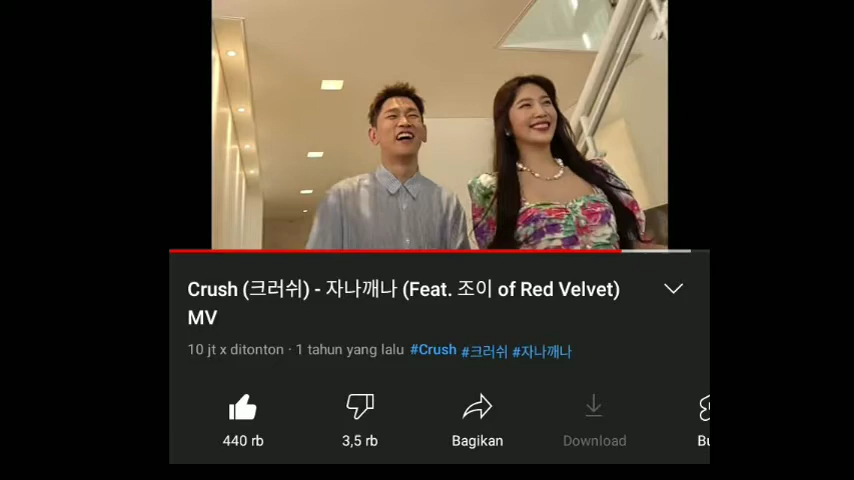 Crush (크러쉬) - 자나깨나 (Feat. 조이 of Red Velvet)
MV
10 jt x ditonton · 1 tahun yang lalu #Crush #크러쉬 #자나깨나
440 rb 3,5 rb Bagikan Download Bu